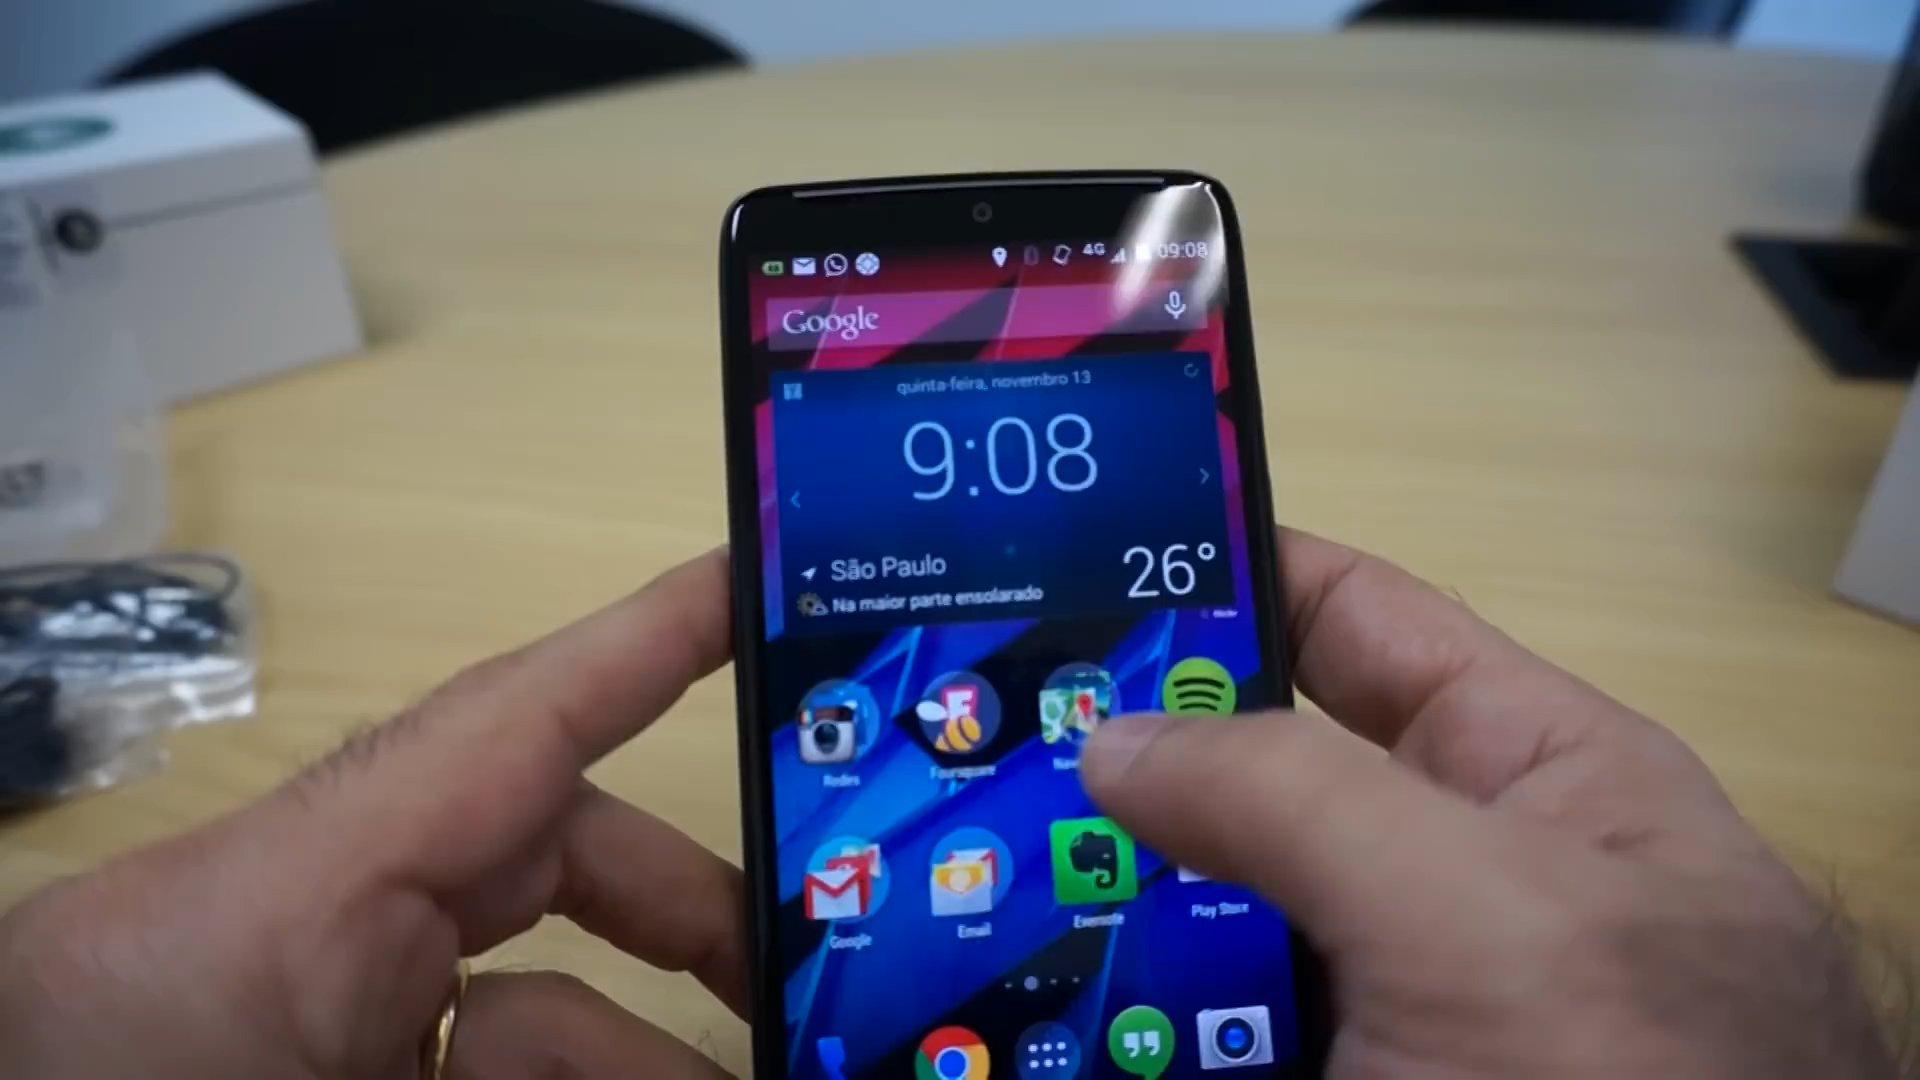 4G 09:08
Google
quinta-feira, novembro 13
9:08
São Paulo
26°
Na maior parte ensolarado
Redes
Foursquare
Google
Email
Evernote
Play Store